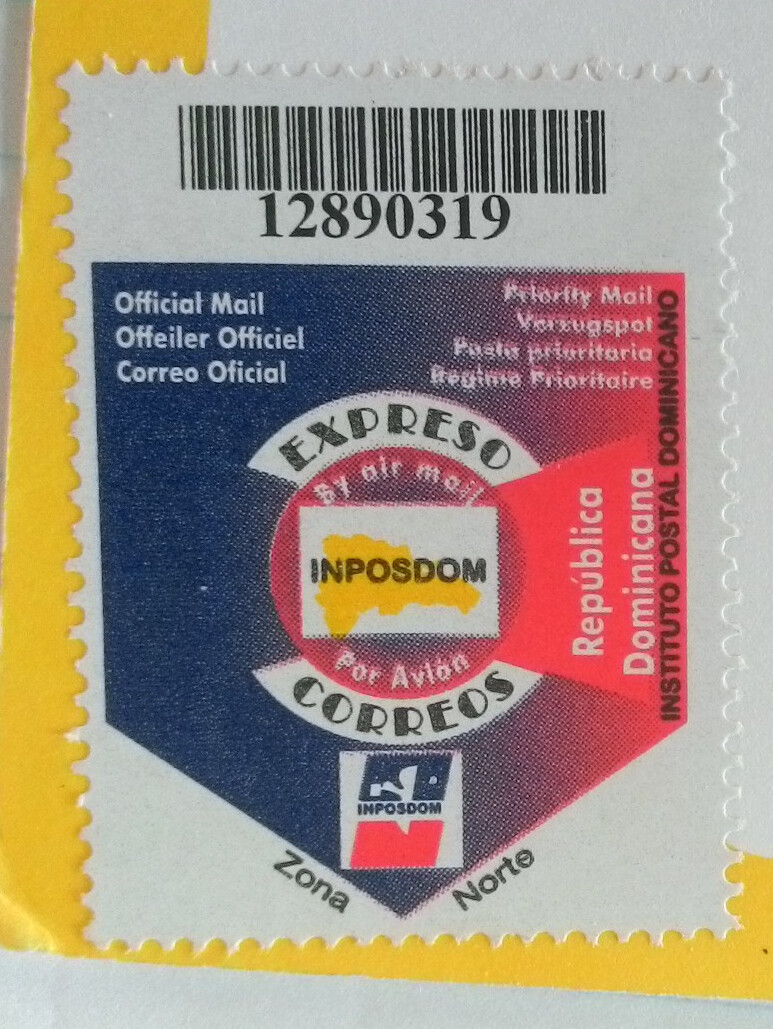 12890319
Official Mail
Offeiler Officiel
Correo Oficial
Priority Mail
Vorzugspot
Posta prioritaria
Regime Prioritaire
EXPRESO
By air mail
INPOSDOM
Por Avión
CORREOS
República
Dominicana
INSTITUTO POSTAL DOMINICANO
INPOSDOM
Zona Norte